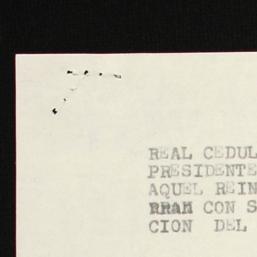 REAL CEDUL
PRESIDENTE
AQUEL REIN
CON S
CION DEL